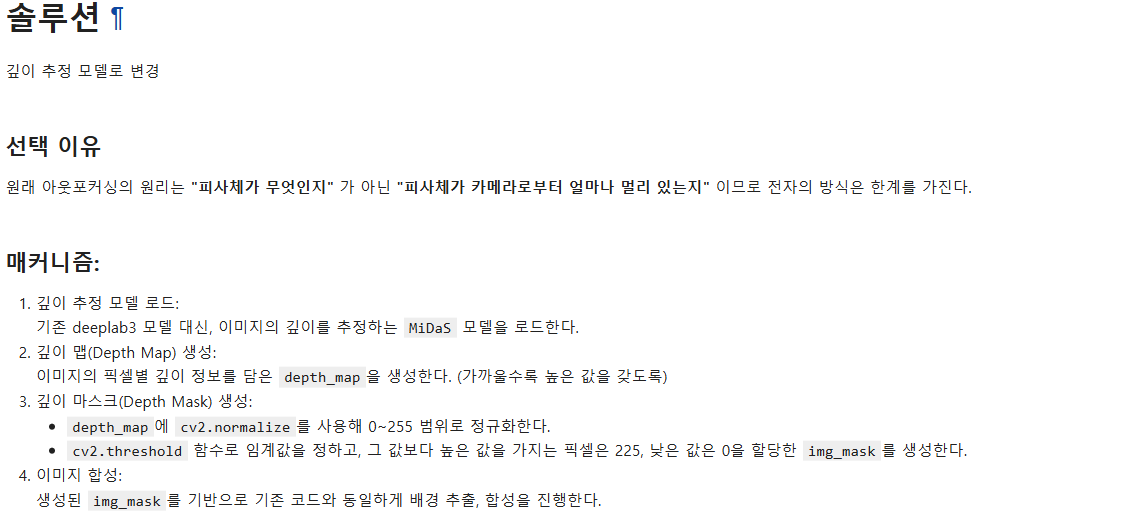 솔루션 ¶
깊이 추정 모델로 변경
선택 이유
원래 아웃포커싱의 원리는 "피사체가 무엇인지" 가 아닌 "피사체가 카메라로부터 얼마나 멀리 있는지" 이므로 전자의 방식은 한계를 가진다.
매커니즘:
1. 깊이 추정 모델 로드:
기존 deeplab3 모델 대신, 이미지의 깊이를 추정하는 MiDaS 모델을 로드한다.
2. 깊이 맵(Depth Map) 생성:
이미지의 픽셀별 깊이 정보를 담은 depth_map 을 생성한다. (가까울수록 높은 값을 갖도록)
3. 깊이 마스크(Depth Mask) 생성:
• depth_map 에 cv2.normalize 를 사용해 0~255 범위로 정규화한다.
• cv2.threshold 함수로 임계값을 정하고, 그 값보다 높은 값을 가지는 픽셀은 225, 낮은 값은 0을 할당한 img_mask 를 생성한다.
4. 이미지 합성:
생성된 img_mask 를 기반으로 기존 코드와 동일하게 배경 추출, 합성을 진행한다.